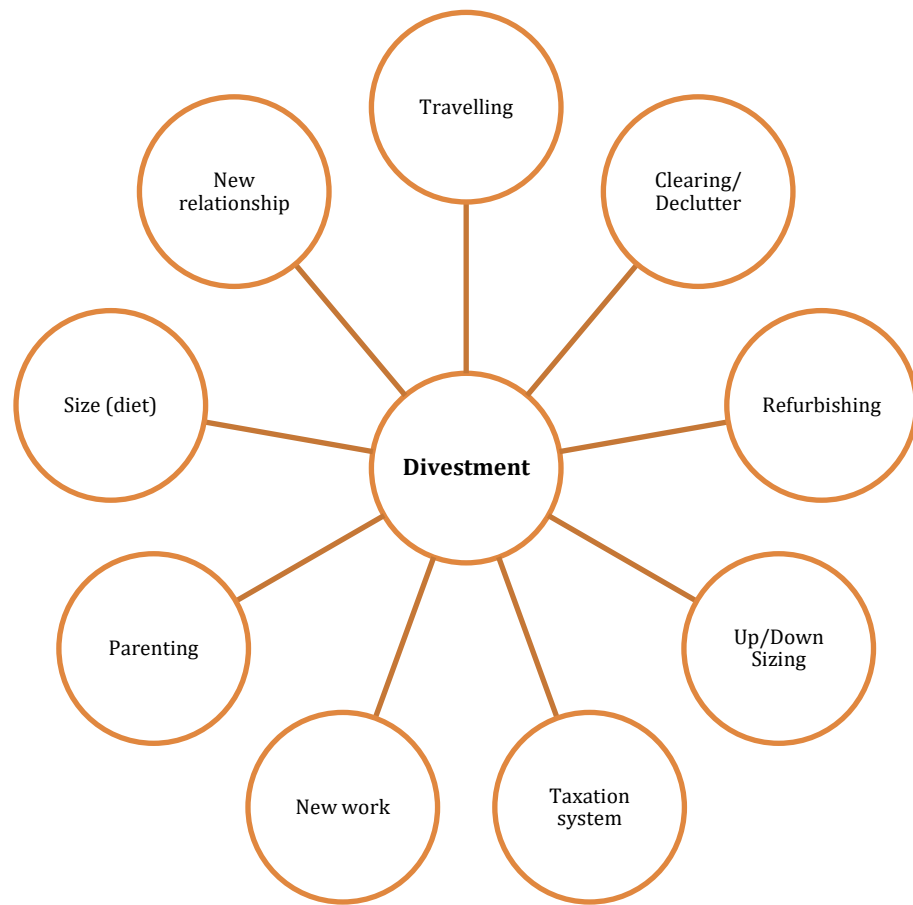 Travelling
New
relationship
Clearing/
Declutter
Size (diet)
Refurbishing
Divestment
Parenting
Up/Down
Sizing
New work
Taxation
system